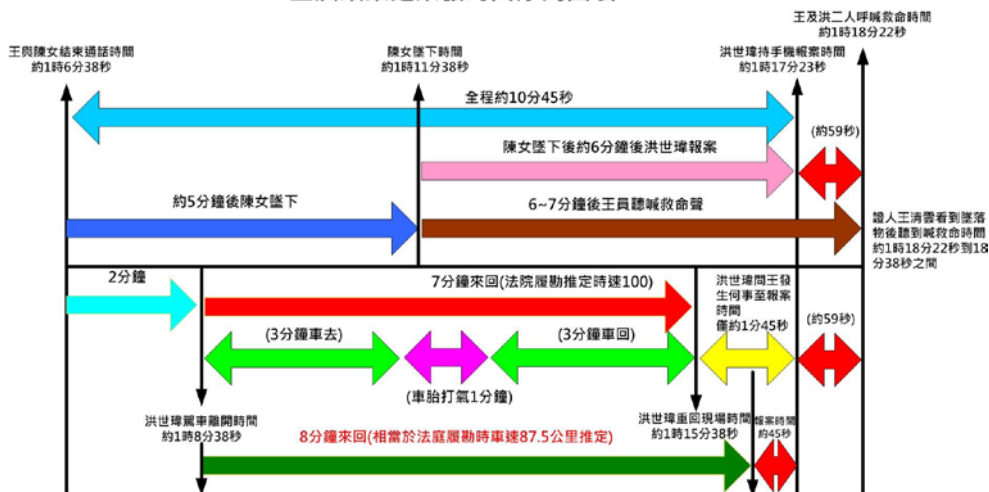 王及洪二人呼喊救命時間
約1時18分22秒
王與陳女結束通話時間
約1時6分38秒
陳女墜下時間
約1時11分38秒
洪世瑋持手機報案時間
約1時17分23秒
全程約10分45秒
(約59秒)
陳女墜下後約6分鐘後洪世瑋報案
約5分鐘後陳女墜下
6~7分鐘後王員聽喊救命聲
證人王清雲看到墜落
物後聽到喊救命時間
約1時18分22秒到18
分38秒之間
2分鐘
7分鐘來回(法院履勘推定時速100)
洪世瑋問王發
生何事至報案
時間
僅約1分45秒
(約59秒)
(3分鐘車去)
(3分鐘車回)
(車胎打氣1分鐘)
洪世瑋駕車離開時間
約1時8分38秒
洪世瑋重回現場時間
約1時15分38秒
報案時間
約45秒
8分鐘來回(相當於法庭履勘時車速87.5公里推定)